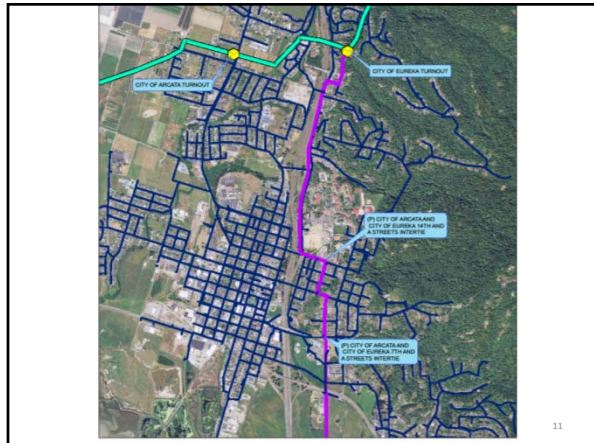 CITY OF ARCATA TURNOUT
CITY OF EUREKA TURNOUT
(P) CITY OF ARCATA AND
CITY OF EUREKA 14TH AND
A STREETS INTERTIE
(P) CITY OF ARCATA AND
CITY OF EUREKA 7TH AND
A STREETS INTERTIE
11